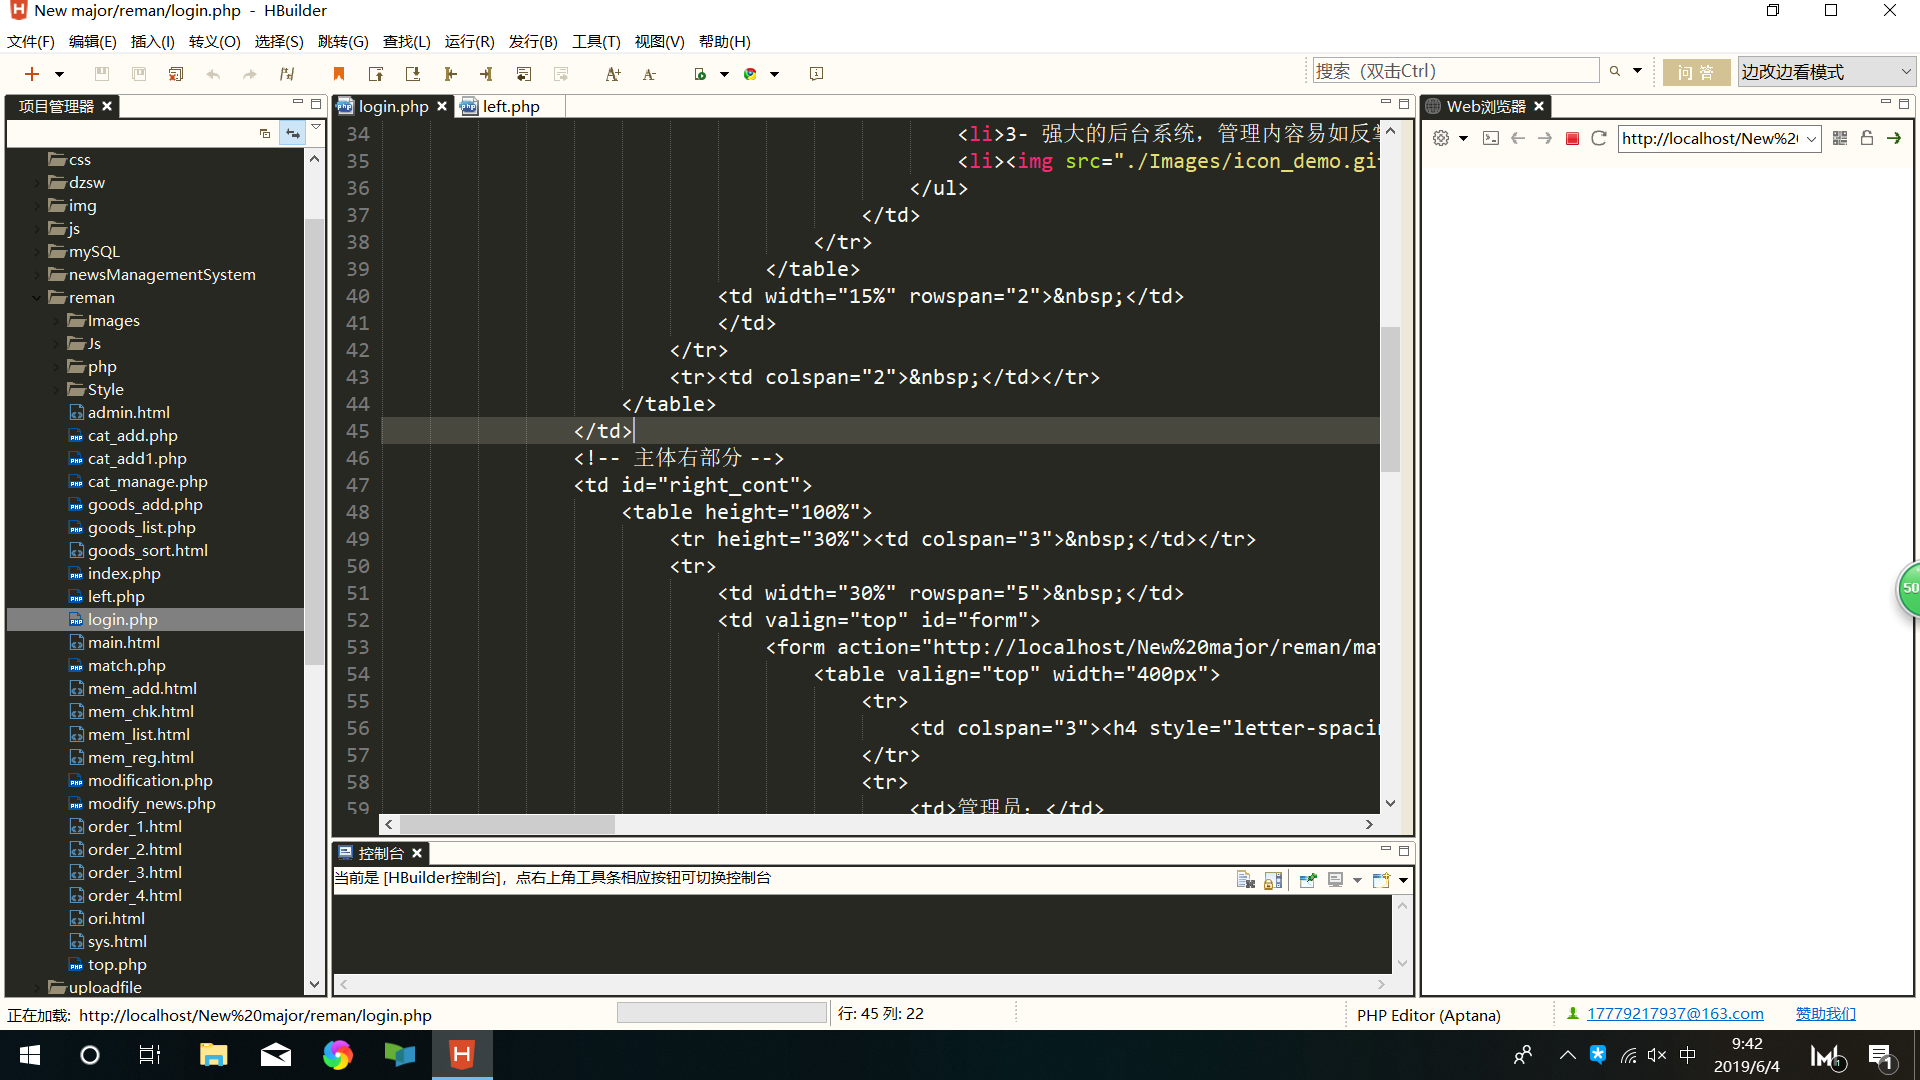 New major/reman/login.php - HBuilder
文件(F) 编辑(E) 插入(I) 转义(O) 选择(S) 跳转(G) 查找(L) 运行(R) 发行(B) 工具(T) 视图(V) 帮助(H)
搜索（双击Ctrl）
问 答
边改边看模式
项目管理器
css
dzsw
img
js
mySQL
newsManagementSystem
reman
Images
Js
php
Style
admin.html
cat_add.php
cat_add1.php
cat_manage.php
goods_add.php
goods_list.php
goods_sort.html
index.php
left.php
login.php
main.html
match.php
mem_add.html
mem_chk.html
mem_list.html
mem_reg.html
modification.php
modify_news.php
order_1.html
order_2.html
order_3.html
order_4.html
ori.html
sys.html
top.php
uploadfile
login.php
left.php
34 <li>3- 强大的后台系统，管理内容易如反掌
35 <li><img src="./Images/icon_demo.gi
36 </ul>
37 </td>
38 </tr>
39 </table>
40 <td width="15%" rowspan="2">&nbsp;</td>
41 </td>
42 </tr>
43 <tr><td colspan="2">&nbsp;</td></tr>
44 </table>
45 </td>
46 <!-- 主体右部分 -->
47 <td id="right_cont">
48 <table height="100%">
49 <tr height="30%"><td colspan="3">&nbsp;</td></tr>
50 <tr>
51 <td width="30%" rowspan="5">&nbsp;</td>
52 <td valign="top" id="form">
53 <form action="http://localhost/New%20major/reman/ma
54 <table valign="top" width="400px">
55 <tr>
56 <td colspan="3"><h4 style="letter-spaci
57 </tr>
58 <tr>
59 <td>管理员：</td>
控制台
当前是 [HBuilder控制台]，点右上角工具条相应按钮可切换控制台
Web浏览器
http://localhost/New%20
50
正在加载: http://localhost/New%20major/reman/login.php
行: 45 列: 22
PHP Editor (Aptana)
17779217937@163.com
赞助我们
中
9:42
2019/6/4
1